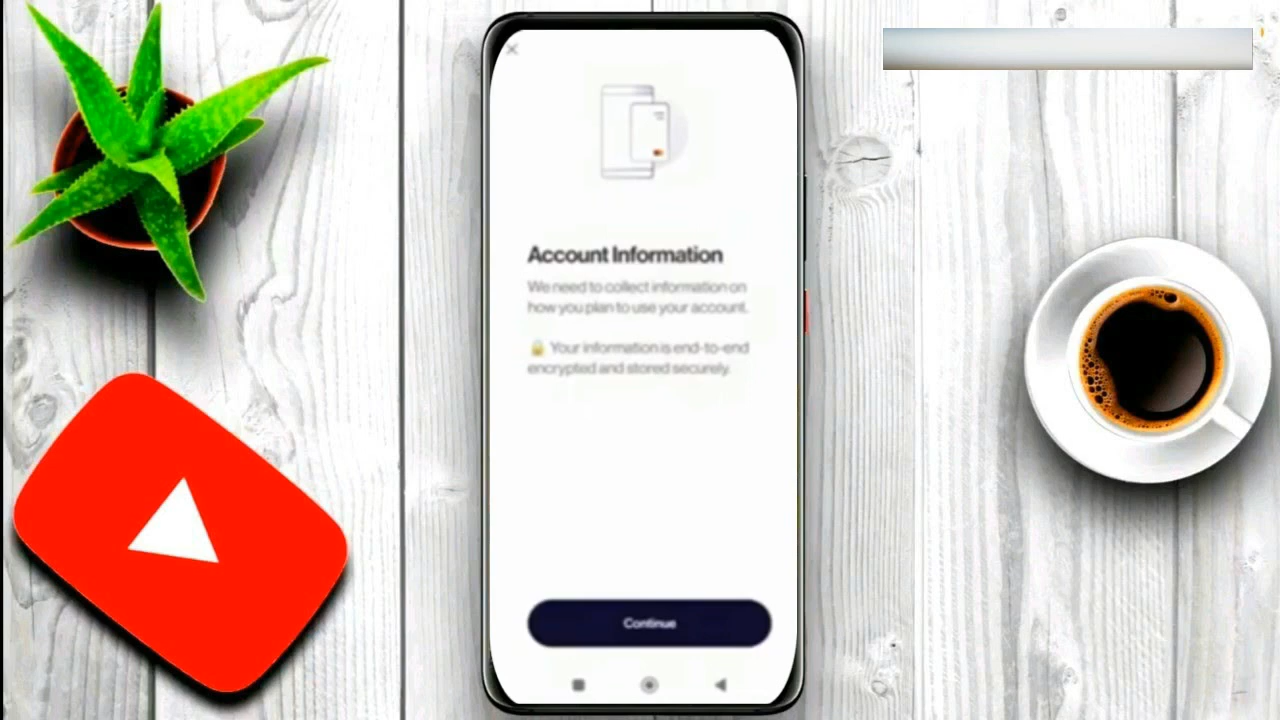 Account Information
We need to collect information on
how you plan to use your account.
🔒 Your information is end-to-end
encrypted and stored securely.
Continue